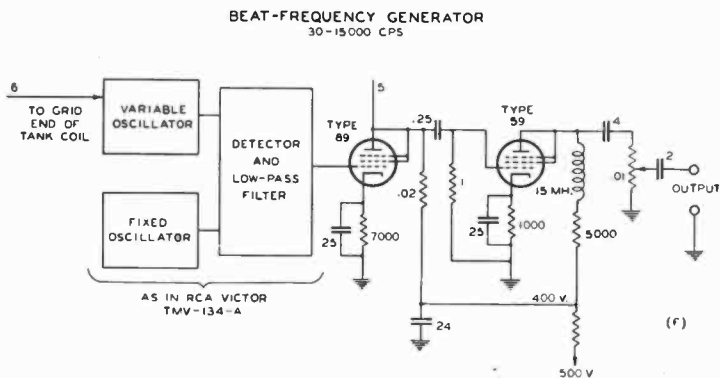 BEAT-FREQUENCY GENERATOR
30-15000 CPS
6
TO GRID
END OF
TANK COIL
VARIABLE
OSCILLATOR
FIXED
OSCILLATOR
DETECTOR
AND
LOW-PASS
FILTER
AS IN RCA VICTOR
TMV-134-A
TYPE
89
5
25
7000
.25
.02
1
24
TYPE
59
25
1000
15 MH.
5000
400 V.
500 V
4
.01
2
OUTPUT
(F)